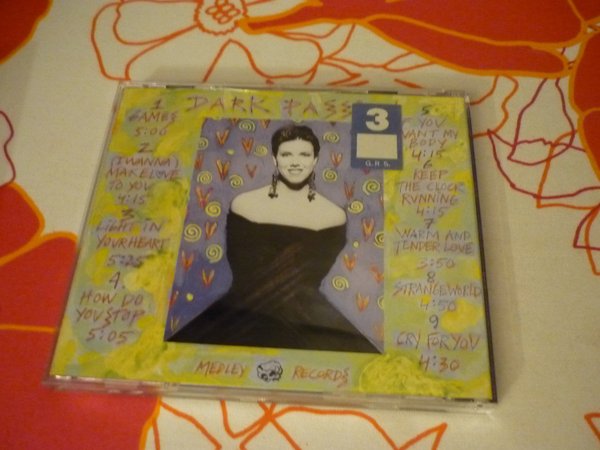 DARK PASS
3
G.R.S.
1
GAMES
5:00
2
(I WANNA)
MAKE LOVE
TO YOU
4:15
3
LIGHT IN
YOUR HEART
5:25
4.
HOW DO
YOU STOP
5:05
5.
YOU
WANT MY
BODY
4:15
6
KEEP
THE CLOCK
RUNNING
4:15
7
WARM AND
TENDER LOVE
3:50
8
STRANGE WORLD
4:50
9
CRY FOR YOU
4:30
MEDLEY RECORDS